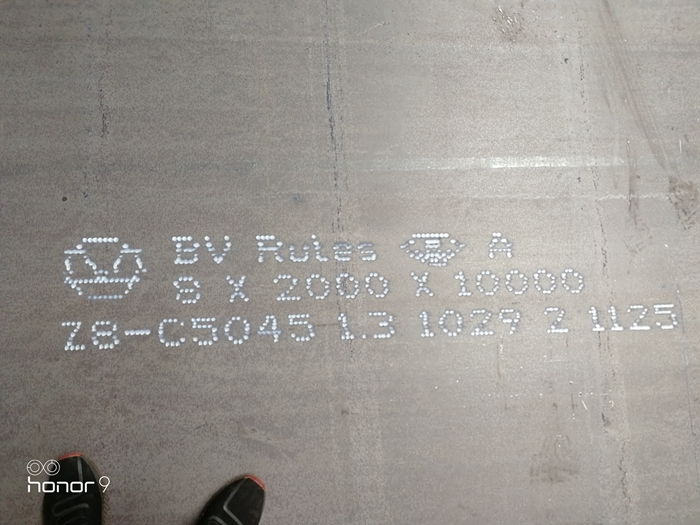 BV Rules A
8 X 2000 X 10000
Z8-C5045 1.3 1029 2 1125
honor 9